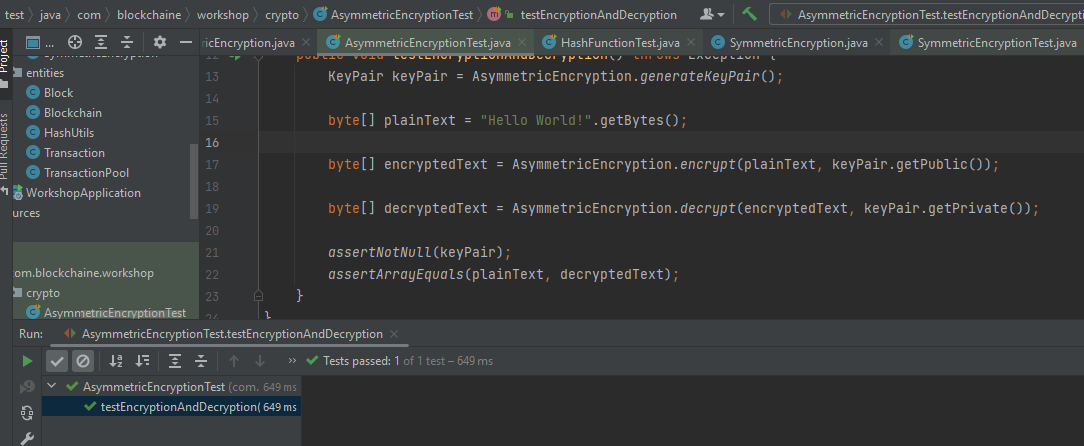 test java com blockchaine workshop crypto AsymmetricEncryptionTest testEncryptionAndDecryption AsymmetricEncryptionTest.testEncryptionAndDecryptio
Project
Pull Requests
...
ricEncryption.java AsymmetricEncryptionTest.java HashFunctionTest.java SymmetricEncryption.java SymmetricEncryptionTest.java
entities
Block
Blockchain
HashUtils
Transaction
TransactionPool
WorkshopApplication
ources
com.blockchaine.workshop
crypto
AsymmetricEncryptionTest
12 public void testEncryptionAndDecryption() throws Exception {
13 KeyPair keyPair = AsymmetricEncryption.generateKeyPair();
14
15 byte[] plainText = "Hello World!".getBytes();
16
17 byte[] encryptedText = AsymmetricEncryption.encrypt(plainText, keyPair.getPublic());
18
19 byte[] decryptedText = AsymmetricEncryption.decrypt(encryptedText, keyPair.getPrivate());
20
21 assertNotNull(keyPair);
22 assertArrayEquals(plainText, decryptedText);
23 }
24 }
Run: AsymmetricEncryptionTest.testEncryptionAndDecryption
Tests passed: 1 of 1 test – 649 ms
AsymmetricEncryptionTest (com. 649 ms
testEncryptionAndDecryption( 649 ms